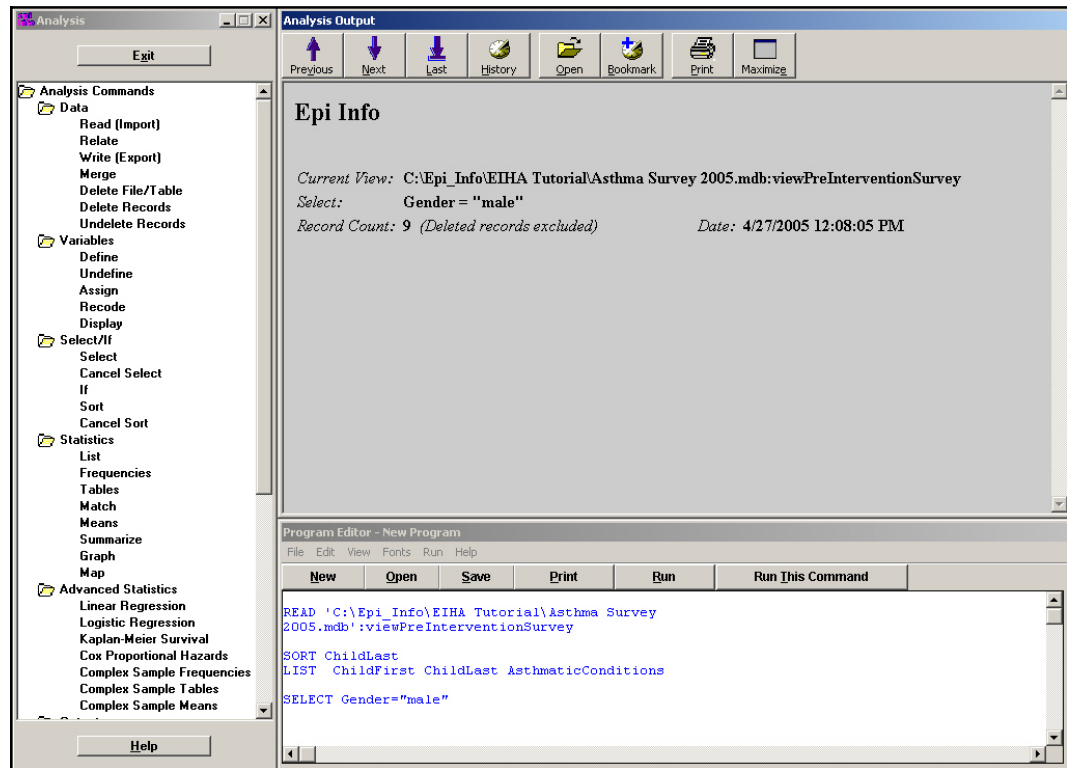 Analysis
Exit
Analysis Commands
Data
Read (Import)
Relate
Write (Export)
Merge
Delete File/Table
Delete Records
Undelete Records
Variables
Define
Undefine
Assign
Recode
Display
Select/If
Select
Cancel Select
If
Sort
Cancel Sort
Statistics
List
Frequencies
Tables
Match
Means
Summarize
Graph
Map
Advanced Statistics
Linear Regression
Logistic Regression
Kaplan-Meier Survival
Cox Proportional Hazards
Complex Sample Frequencies
Complex Sample Tables
Complex Sample Means
Help
Analysis Output
Previous Next Last History Open Bookmark Print Maximize
Epi Info
Current View: C:\Epi_Info\EIHA Tutorial\Asthma Survey 2005.mdb:viewPreInterventionSurvey
Select: Gender = "male"
Record Count: 9 (Deleted records excluded) Date: 4/27/2005 12:08:05 PM
Program Editor - New Program
File Edit View Fonts Run Help
New Open Save Print Run Run This Command
READ 'C:\Epi_Info\EIHA Tutorial\Asthma Survey
2005.mdb':viewPreInterventionSurvey
SORT ChildLast
LIST ChildFirst ChildLast AsthmaticConditions
SELECT Gender="male"